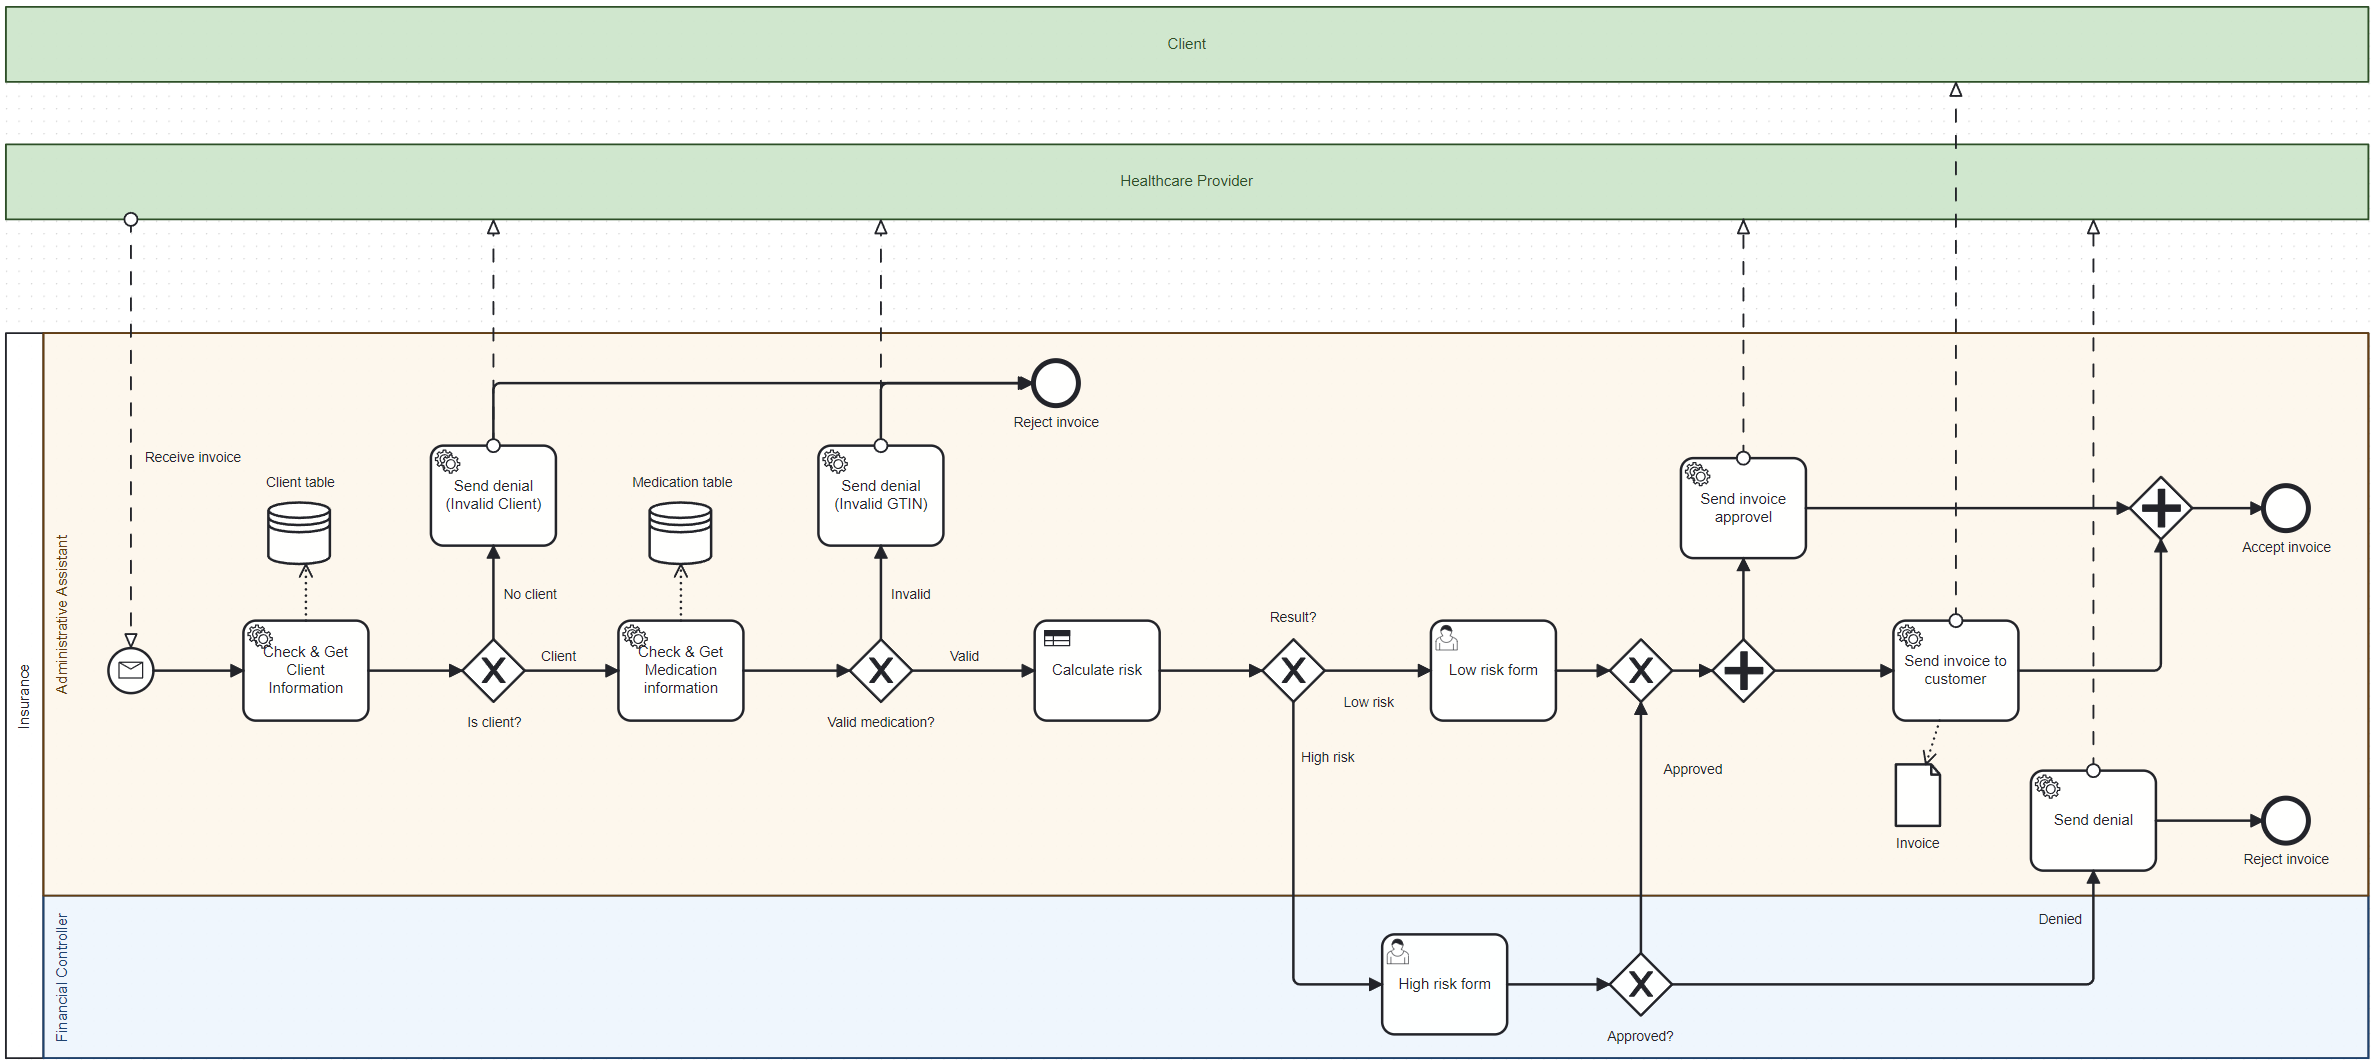 Client
Healthcare Provider
Insurance
Administrative Assistant
Financial Controller
Receive invoice
Client table
Check & Get
Client
Information
Is client?
No client
Client
Send denial
(Invalid Client)
Medication table
Check & Get
Medication
information
Valid medication?
Invalid
Valid
Send denial
(Invalid GTIN)
Reject invoice
Calculate risk
Result?
Low risk
High risk
Low risk form
High risk form
Approved?
Approved
Denied
Send invoice
approvel
Send invoice to
customer
Invoice
Send denial
Accept invoice
Reject invoice